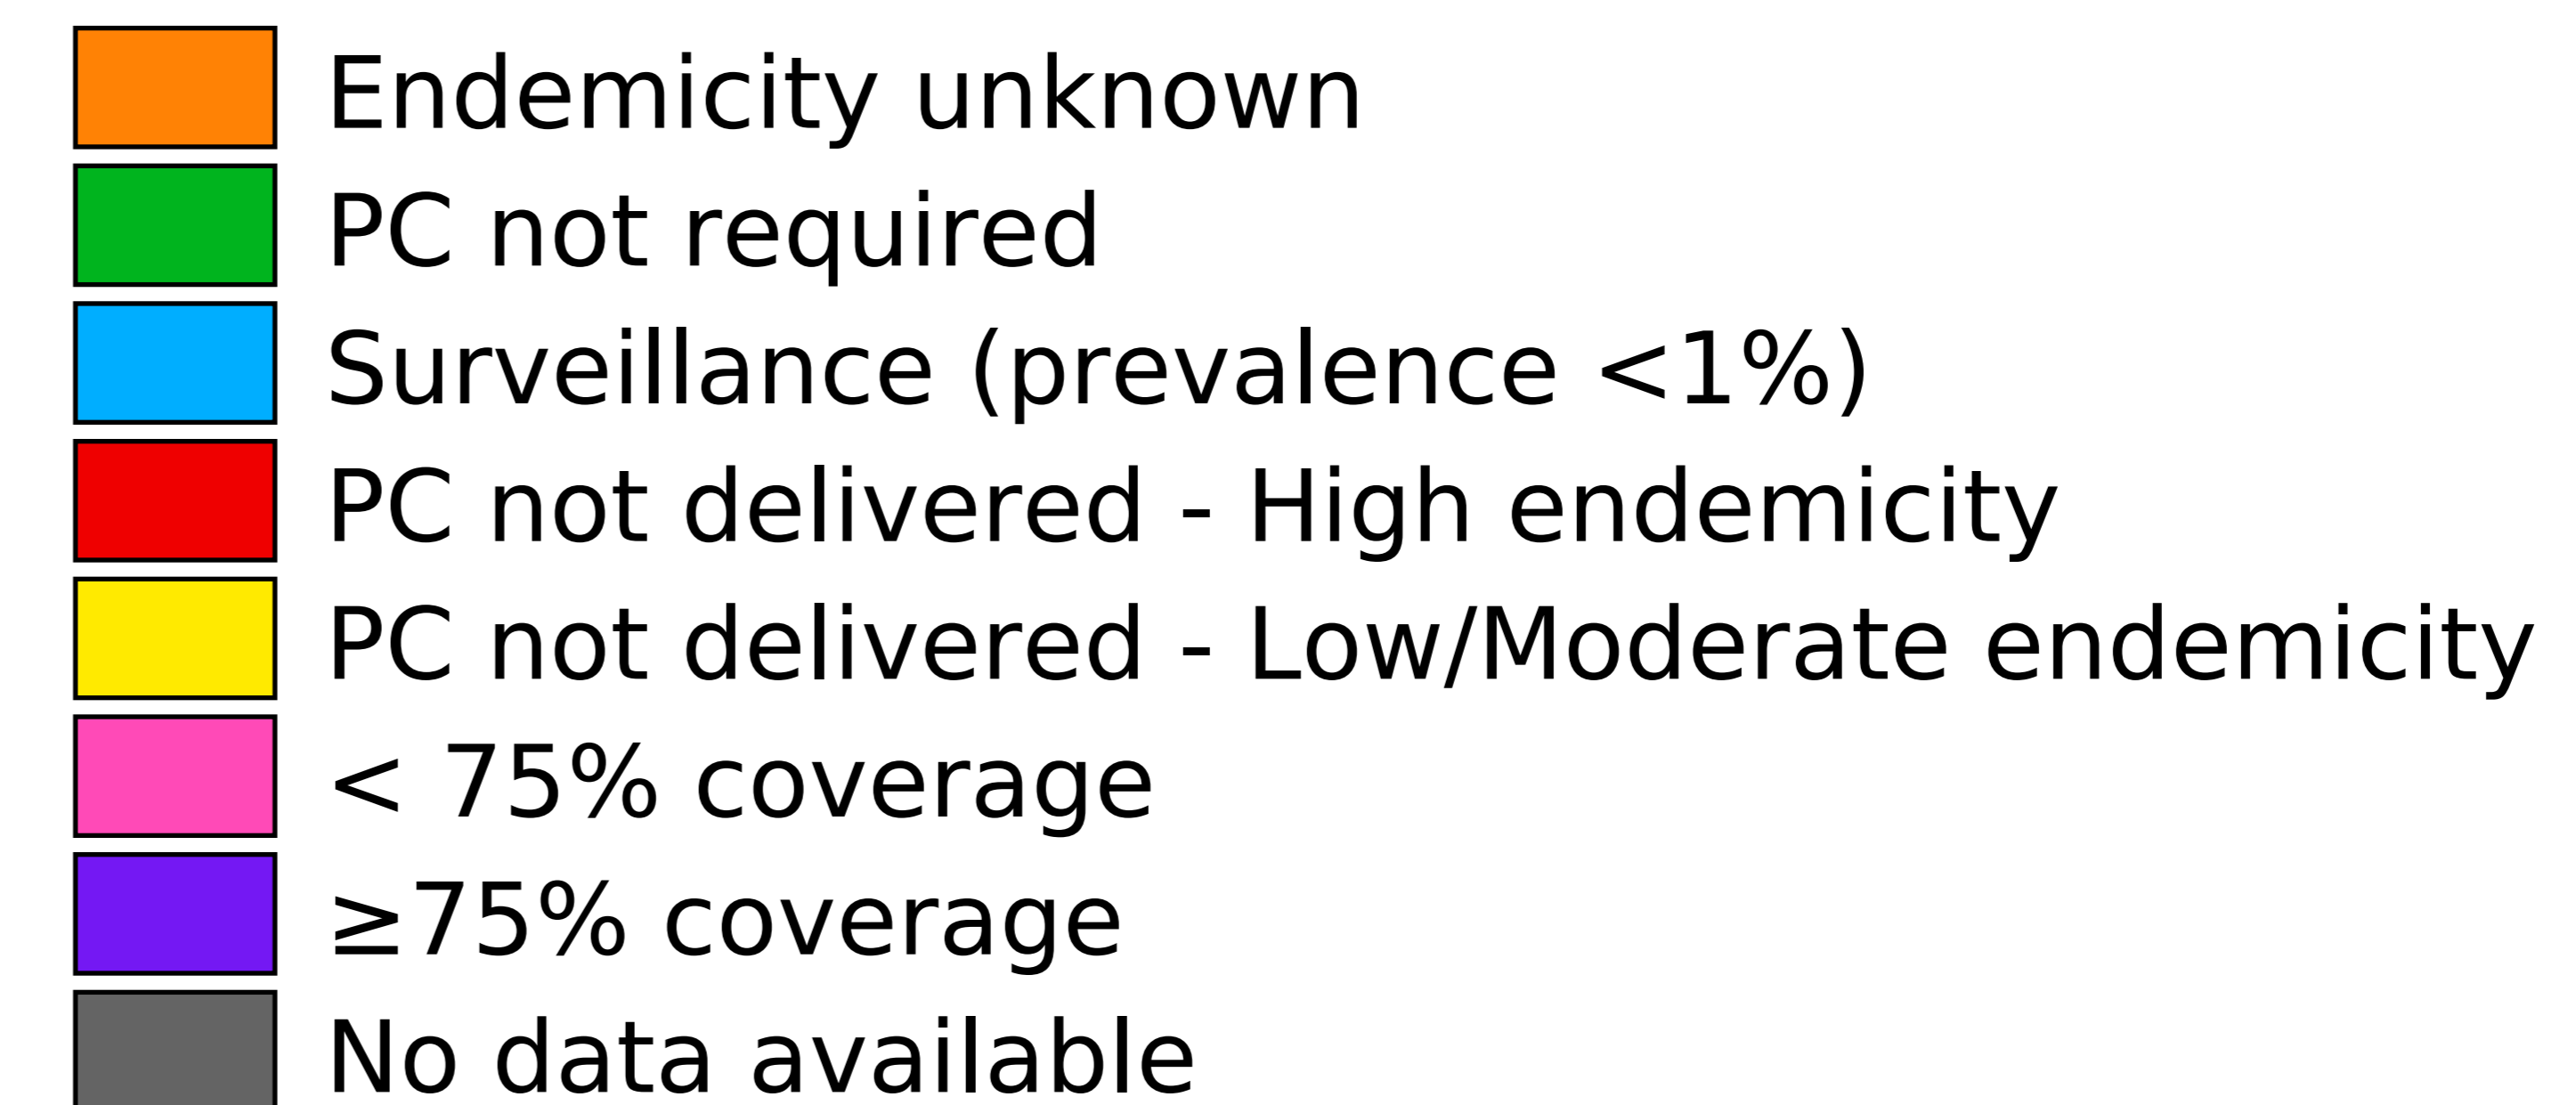 Endemicity unknown
PC not required
Surveillance (prevalence <1%)
PC not delivered - High endemicity
PC not delivered - Low/Moderate endemicity
< 75% coverage
≥75% coverage
No data available